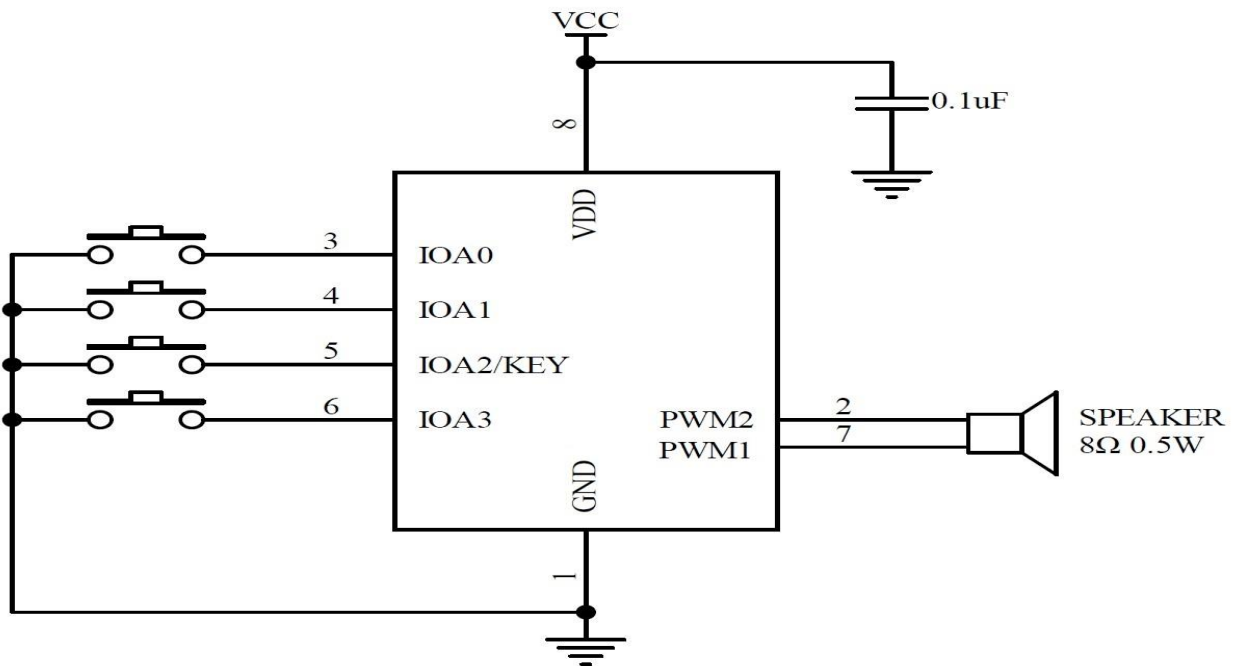 VCC
0.1uF
8
VDD
3
IOA0
4
IOA1
5
IOA2/KEY
6
IOA3
PWM2
2
PWM1
7
SPEAKER
8Ω 0.5W
GND
1